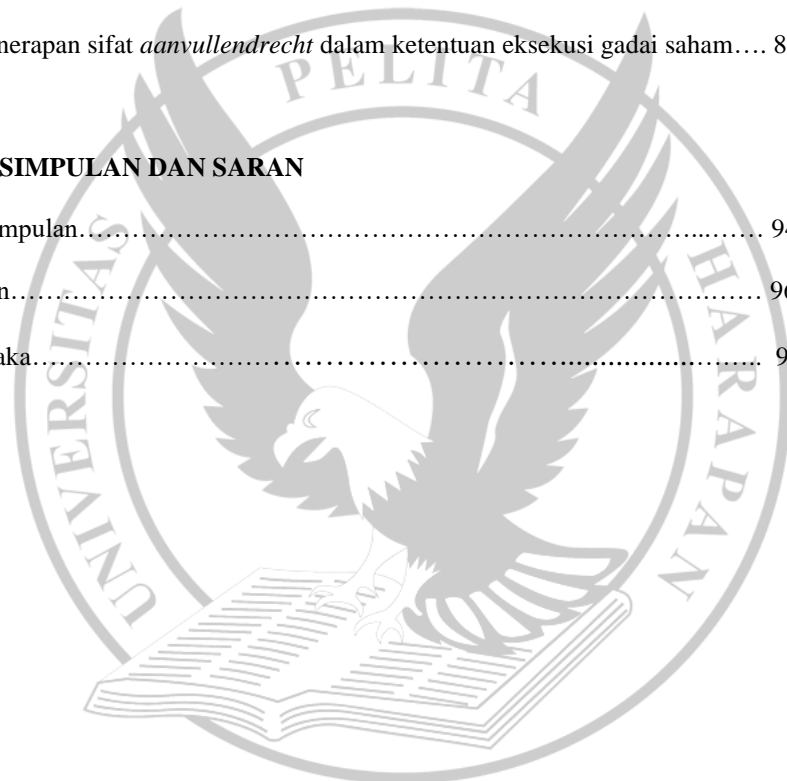 nerapan sifat aanvullendrecht dalam ketentuan eksekusi gadai saham…. 8
PELITA
SIMPULAN DAN SARAN
mpulan……………………………………………………………...…… 94
n……………………………………………………………………… 96
aka……………………………………………………................…….. 9
UNIVERSITAS
HARAPAN